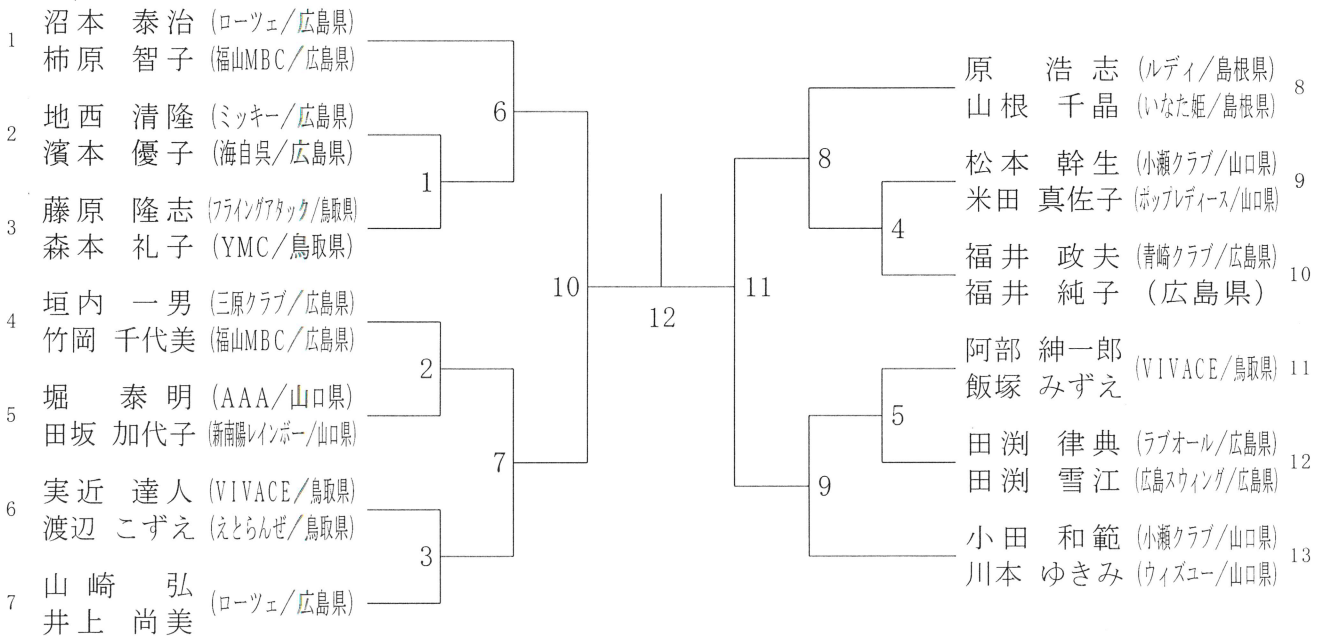 1 沼本 泰治 (ローツェ/広島県)
柿原 智子 (福山MBC/広島県)
2 地西 清隆 (ミッキー/広島県)
濱本 優子 (海自呉/広島県)
3 藤原 隆志 (フライングアタック/鳥取県)
森本 礼子 (YMC/鳥取県)
4 垣内 一男 (三原クラブ/広島県)
竹岡 千代美 (福山MBC/広島県)
5 堀 泰明 (AAA/山口県)
田坂 加代子 (新南陽レインボー/山口県)
6 実近 達人 (VIVACE/鳥取県)
渡辺 こずえ (えとらんぜ/鳥取県)
7 山崎 弘
井上 尚美 (ローツェ/広島県)
6
1
2
7
3
10
12
11
8
4
5
9
原 浩志 (ルディ/島根県) 8
山根 千晶 (いなた姫/島根県)
松本 幹生 (小瀬クラブ/山口県) 9
米田 真佐子 (ポップレディース/山口県)
福井 政夫 (青崎クラブ/広島県) 10
福井 純子 (広島県)
阿部 紳一郎
飯塚 みずえ (VIVACE/鳥取県) 11
田渕 律典 (ラブオール/広島県) 12
田渕 雪江 (広島スウィング/広島県)
小田 和範 (小瀬クラブ/山口県) 13
川本 ゆきみ (ウィズユー/山口県)